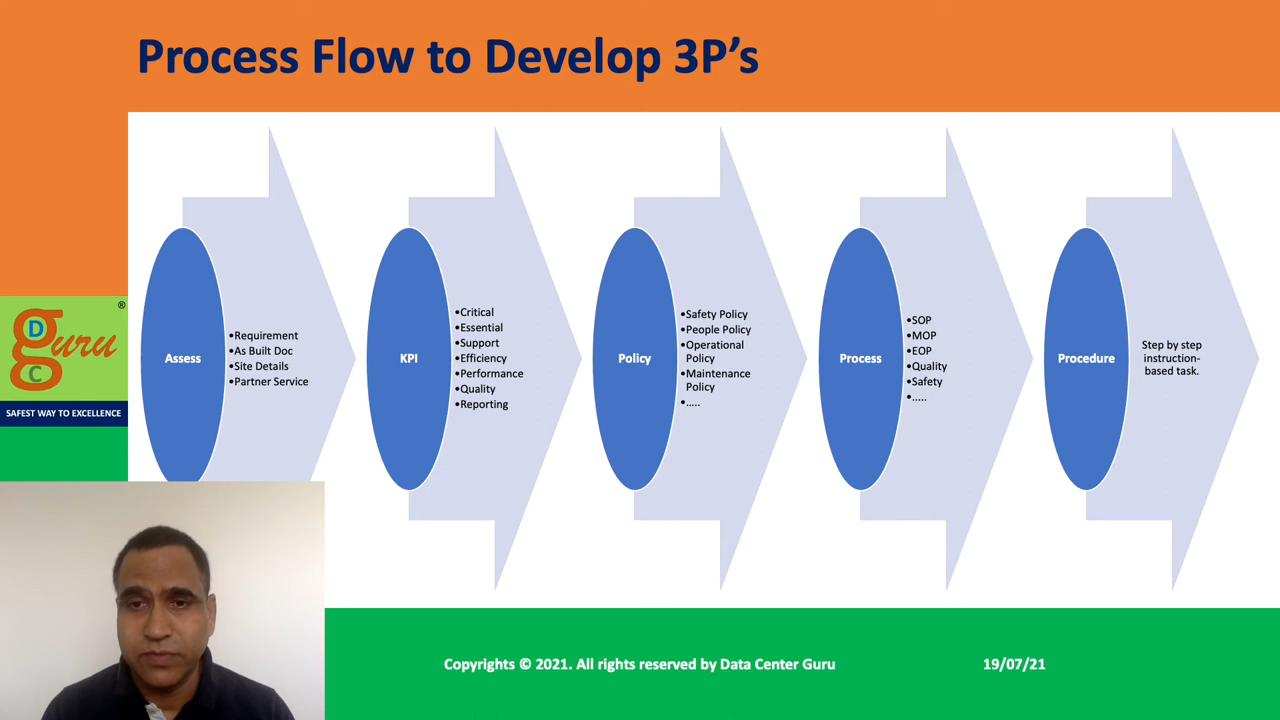 Process Flow to Develop 3P’s
®
DC guru
SAFEST WAY TO EXCELLENCE
Assess
•Requirement
•As Built Doc
•Site Details
•Partner Service
KPI
•Critical
•Essential
•Support
•Efficiency
•Performance
•Quality
•Reporting
Policy
•Safety Policy
•People Policy
•Operational
Policy
•Maintenance
Policy
•…..
Process
•SOP
•MOP
•EOP
•Quality
•Safety
•…..
Procedure
Step by step
instruction-
based task.
Copyrights © 2021. All rights reserved by Data Center Guru
19/07/21